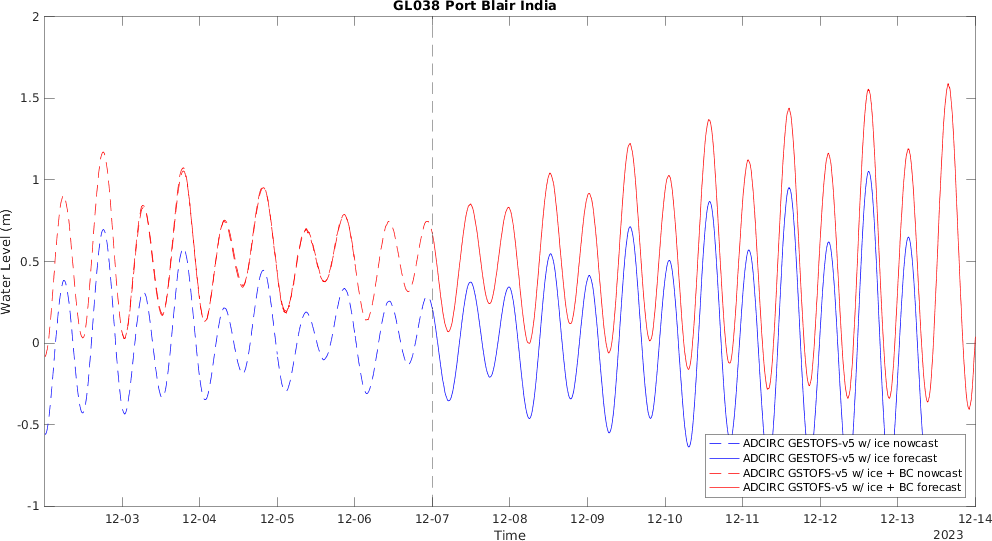 GL038 Port Blair India
Water Level (m)
2
1.5
1
0.5
0
-0.5
-1
ADCIRC GESTOFS-v5 w/ ice nowcast
ADCIRC GESTOFS-v5 w/ ice forecast
ADCIRC GSTOFS-v5 w/ ice + BC nowcast
ADCIRC GSTOFS-v5 w/ ice + BC forecast
12-03 12-04 12-05 12-06 12-07 12-08 12-09 12-10 12-11 12-12 12-13 12-14
Time
2023